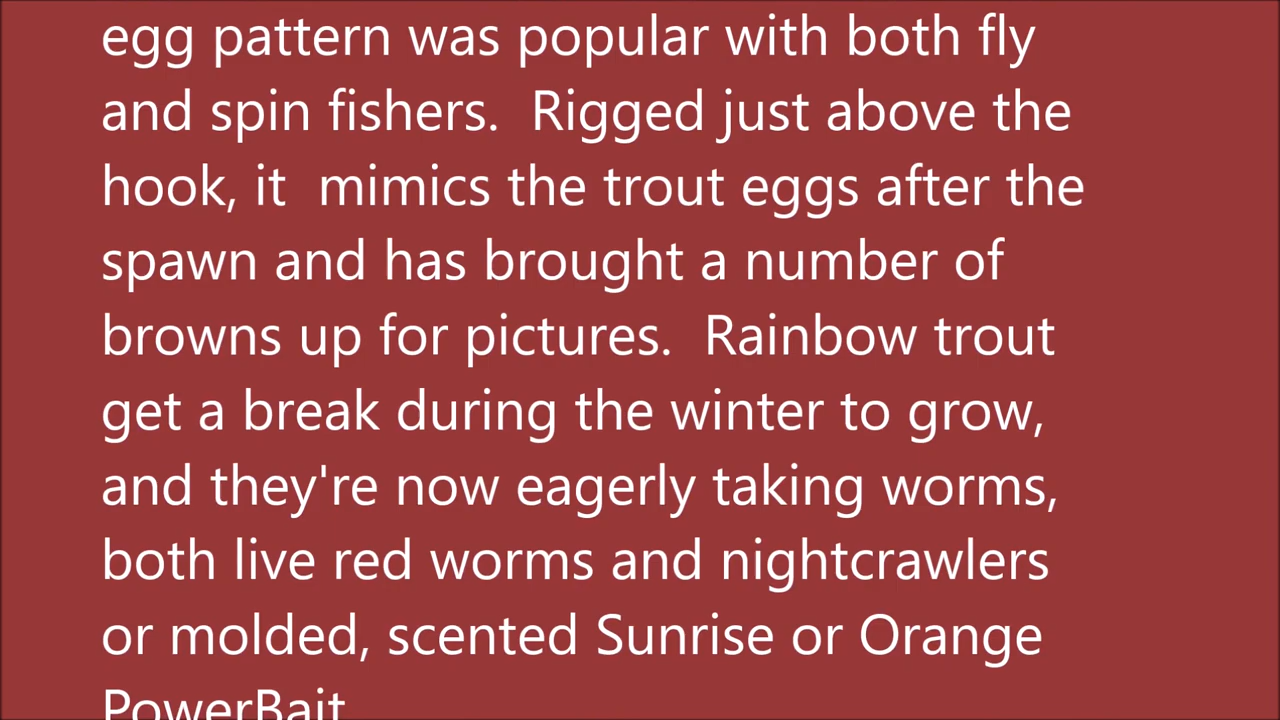 egg pattern was popular with both fly
and spin fishers.  Rigged just above the
hook, it  mimics the trout eggs after the
spawn and has brought a number of
browns up for pictures.  Rainbow trout
get a break during the winter to grow,
and they're now eagerly taking worms,
both live red worms and nightcrawlers
or molded, scented Sunrise or Orange
PowerBait